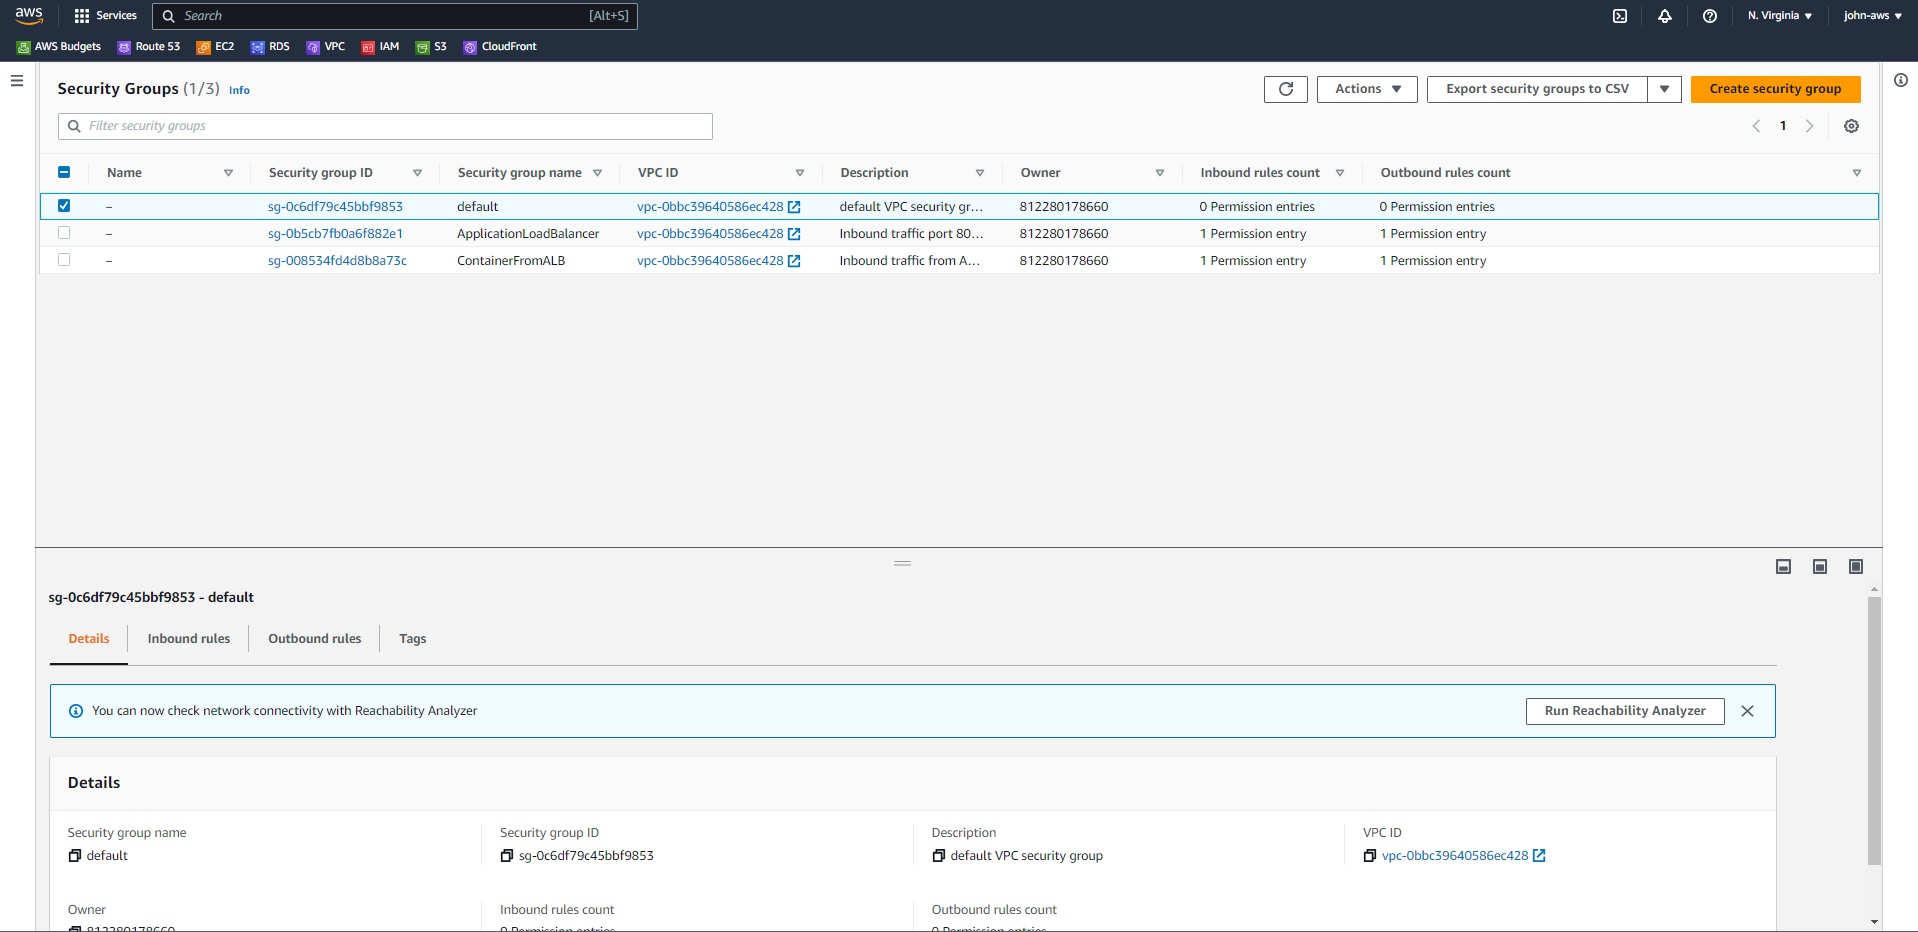 aws Services Search [Alt+S] N. Virginia ▼ john-aws ▼
AWS Budgets Route 53 EC2 RDS VPC IAM S3 CloudFront
Security Groups (1/3) Info Actions ▼ Export security groups to CSV ▼ Create security group
Filter security groups 1
Name Security group ID Security group name VPC ID Description Owner Inbound rules count Outbound rules count
– sg-0c6df79c45bbf9853 default vpc-0bbc39640586ec428 default VPC security gr... 812280178660 0 Permission entries 0 Permission entries
– sg-0b5cb7fb0a6f882e1 ApplicationLoadBalancer vpc-0bbc39640586ec428 Inbound traffic port 80... 812280178660 1 Permission entry 1 Permission entry
– sg-008534fd4d8b8a73c ContainerFromALB vpc-0bbc39640586ec428 Inbound traffic from A... 812280178660 1 Permission entry 1 Permission entry
sg-0c6df79c45bbf9853 - default
Details Inbound rules Outbound rules Tags
You can now check network connectivity with Reachability Analyzer Run Reachability Analyzer
Details
Security group name Security group ID Description VPC ID
default sg-0c6df79c45bbf9853 default VPC security group vpc-0bbc39640586ec428
Owner Inbound rules count Outbound rules count
812280178660 0 Permission entries 0 Permission entries